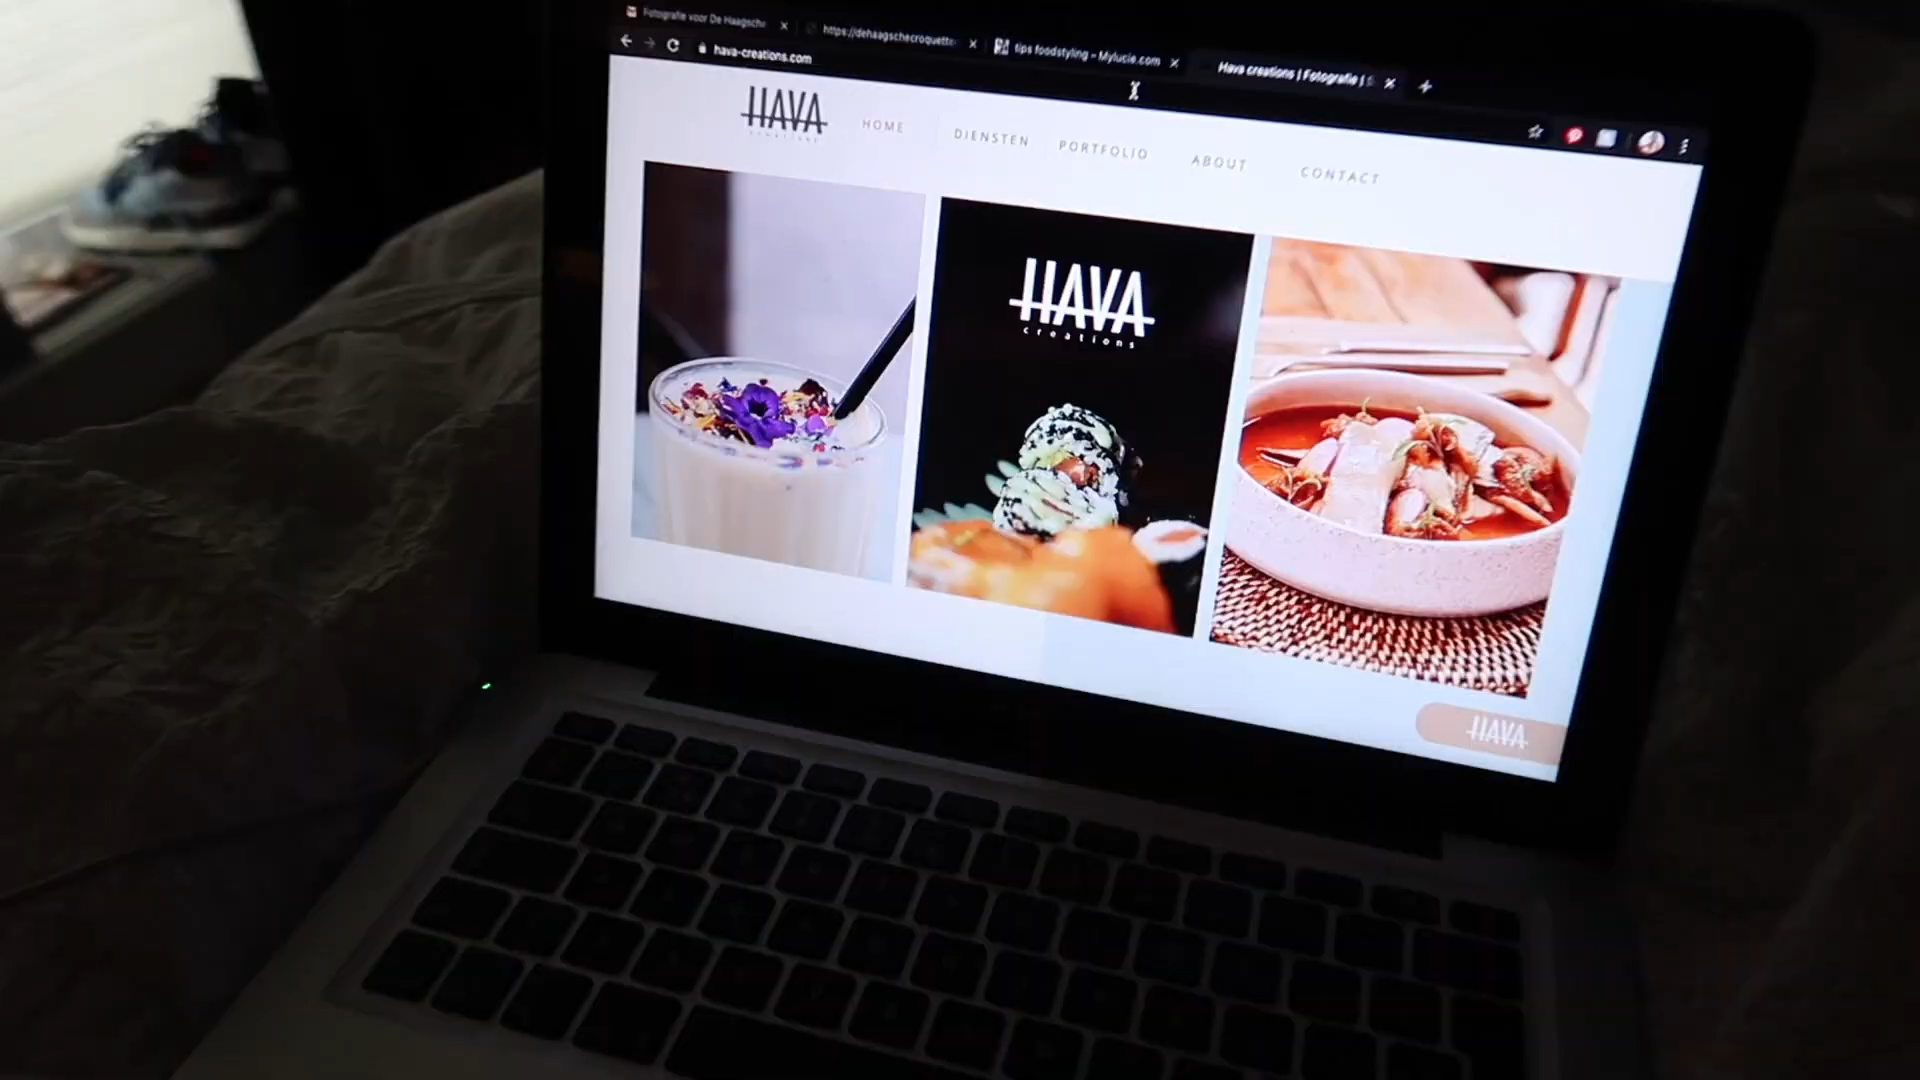 Fotografie voor De Haagsch
https://dehaagschecroquette
tips foodstyling – Mylucie.com
Hava creations | Fotografie |
hava-creations.com
HAVA
creations
HOME
DIENSTEN
PORTFOLIO
ABOUT
CONTACT
HAVA
creations
HAVA